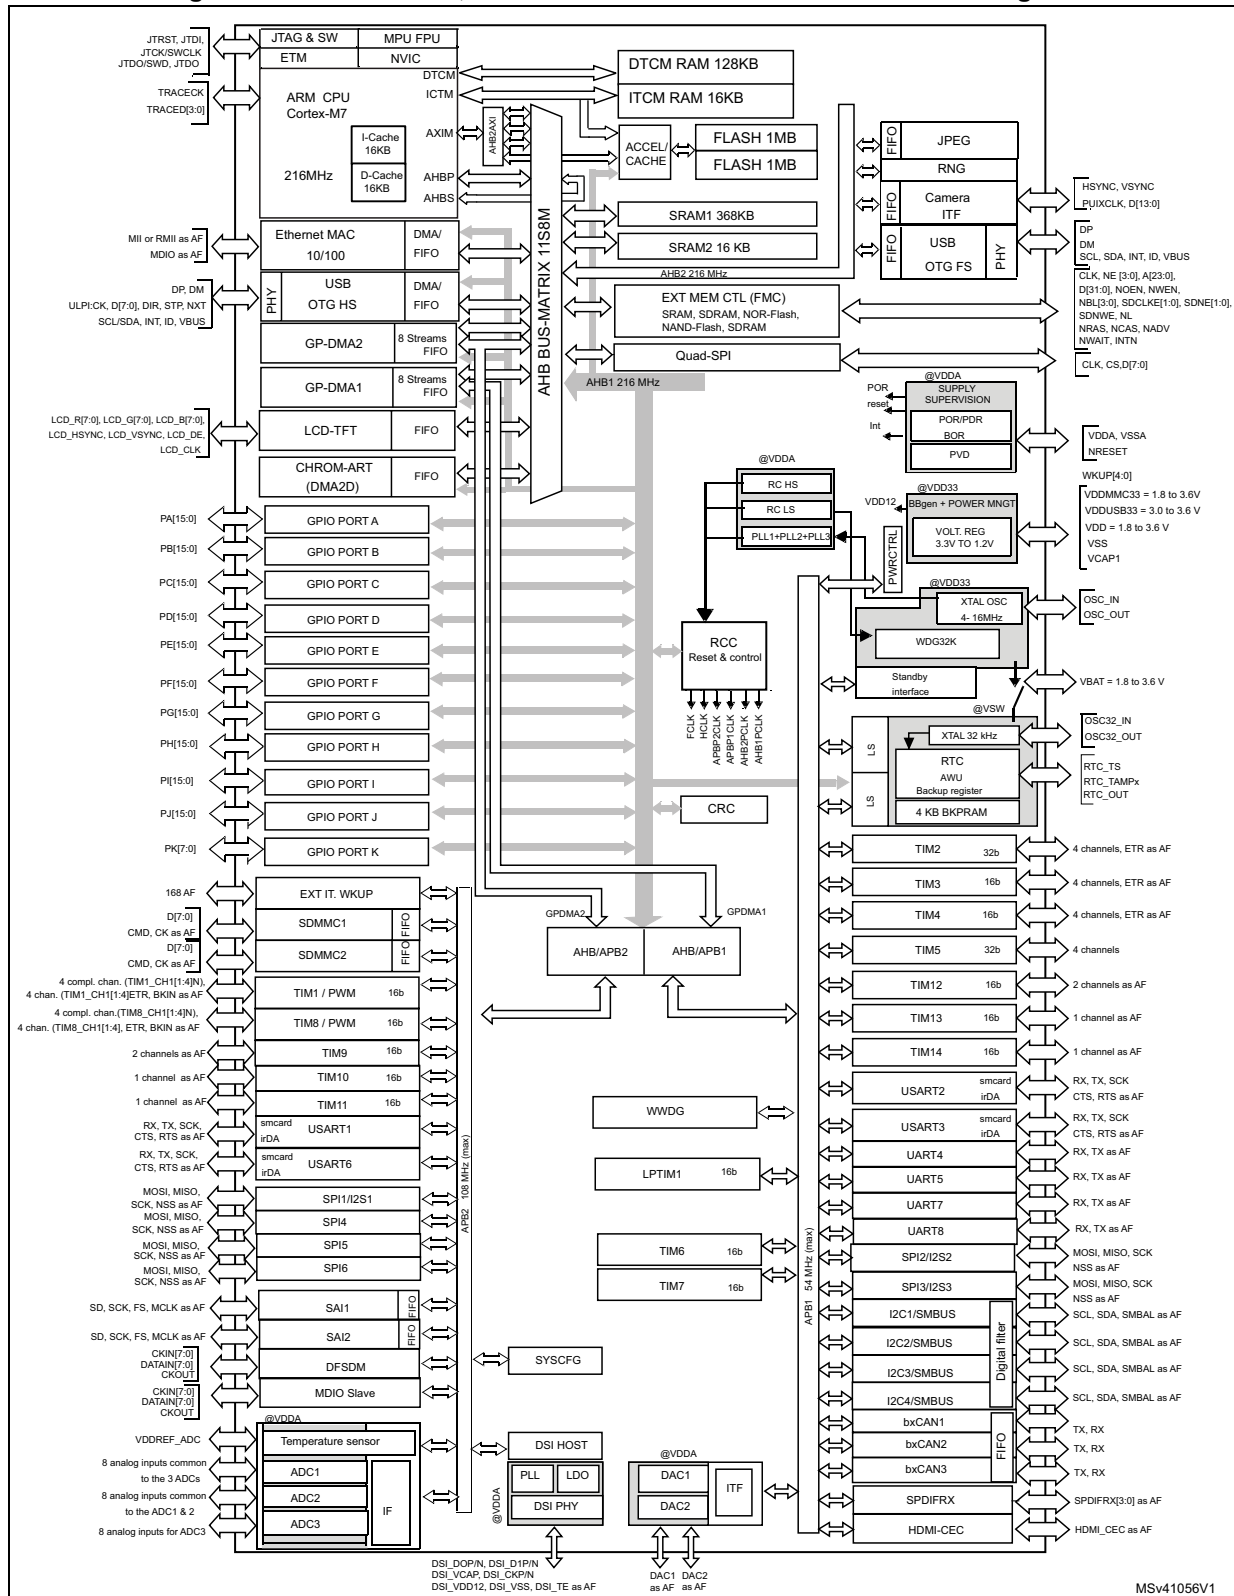 JTRST, JTDI,
JTCK/SWCLK
JTDO/SWD, JTDO
JTAG & SW
MPU FPU
ETM
NVIC
TRACECK
TRACED[3:0]
ARM CPU
Cortex-M7
216MHz
I-Cache
16KB
D-Cache
16KB
DTCM
ICTM
AXIM
AHBP
AHBS
AHB2AXI
DTCM RAM 128KB
ITCM RAM 16KB
ACCEL/
CACHE
FLASH 1MB
FLASH 1MB
SRAM1 368KB
SRAM2 16 KB
AHB2 216 MHz
AHB BUS-MATRIX 11S8M
EXT MEM CTL (FMC)
SRAM, SDRAM, NOR-Flash,
NAND-Flash, SDRAM
Quad-SPI
AHB1 216 MHz
FIFO
JPEG
RNG
FIFO
Camera
ITF
HSYNC, VSYNC
PUIXCLK, D[13:0]
FIFO
USB
OTG FS
PHY
DP
DM
SCL, SDA, INT, ID, VBUS
CLK, NE [3:0], A[23:0],
D[31:0], NOEN, NWEN,
NBL[3:0], SDCLKE[1:0], SDNE[1:0],
SDNWE, NL
NRAS, NCAS, NADV
NWAIT, INTN
CLK, CS,D[7:0]
MII or RMII as AF
MDIO as AF
Ethernet MAC
10/100
DMA/
FIFO
DP, DM
ULPI:CK, D[7:0], DIR, STP, NXT
SCL/SDA, INT, ID, VBUS
PHY
USB
OTG HS
DMA/
FIFO
GP-DMA2
8 Streams
FIFO
GP-DMA1
8 Streams
FIFO
LCD_R[7:0], LCD_G[7:0], LCD_B[7:0],
LCD_HSYNC, LCD_VSYNC, LCD_DE,
LCD_CLK
LCD-TFT
FIFO
CHROM-ART
(DMA2D)
FIFO
@VDDA
SUPPLY
SUPERVISION
POR/PDR
BOR
PVD
POR
reset
Int
VDDA, VSSA
NRESET
WKUP[4:0]
@VDDA
RC HS
RC LS
PLL1+PLL2+PLL3
@VDD33
VDD12
BBgen + POWER MNGT
VOLT. REG
3.3V TO 1.2V
VDDMMC33 = 1.8 to 3.6V
VDDUSB33 = 3.0 to 3.6 V
VDD = 1.8 to 3.6 V
VSS
VCAP1
PWRCTRL
@VDD33
XTAL OSC
4- 16MHz
WDG32K
OSC_IN
OSC_OUT
Standby
interface
VBAT = 1.8 to 3.6 V
@VSW
LS
LS
XTAL 32 kHz
RTC
AWU
Backup register
4 KB BKPRAM
OSC32_IN
OSC32_OUT
RTC_TS
RTC_TAMPx
RTC_OUT
RCC
Reset & control
FCLK
HCLK
APBP2CLK
APBP1CLK
AHB2PCLK
AHB1PCLK
CRC
PA[15:0]
GPIO PORT A
PB[15:0]
GPIO PORT B
PC[15:0]
GPIO PORT C
PD[15:0]
GPIO PORT D
PE[15:0]
GPIO PORT E
PF[15:0]
GPIO PORT F
PG[15:0]
GPIO PORT G
PH[15:0]
GPIO PORT H
PI[15:0]
GPIO PORT I
PJ[15:0]
GPIO PORT J
PK[7:0]
GPIO PORT K
GPDMA2
GPDMA1
AHB/APB2
AHB/APB1
168 AF
EXT IT. WKUP
D[7:0]
CMD, CK as AF
SDMMC1
FIFO
D[7:0]
CMD, CK as AF
SDMMC2
FIFO
4 compl. chan. (TIM1_CH1[1:4]N),
4 chan. (TIM1_CH1[1:4]ETR, BKIN as AF
TIM1 / PWM 16b
4 compl. chan.(TIM8_CH1[1:4]N),
4 chan. (TIM8_CH1[1:4], ETR, BKIN as AF
TIM8 / PWM 16b
2 channels as AF
TIM9 16b
1 channel as AF
TIM10 16b
1 channel as AF
TIM11 16b
RX, TX, SCK,
CTS, RTS as AF
smcard
irDA
USART1
RX, TX, SCK,
CTS, RTS as AF
smcard
irDA
USART6
MOSI, MISO,
SCK, NSS as AF
SPI1/I2S1
MOSI, MISO,
SCK, NSS as AF
SPI4
MOSI, MISO,
SCK, NSS as AF
SPI5
MOSI, MISO,
SCK, NSS as AF
SPI6
SD, SCK, FS, MCLK as AF
SAI1
FIFO
SD, SCK, FS, MCLK as AF
SAI2
FIFO
CKIN[7:0]
DATAIN[7:0]
CKOUT
DFSDM
CKIN[7:0]
DATAIN[7:0]
CKOUT
MDIO Slave
@VDDA
VDDREF_ADC
Temperature sensor
8 analog inputs common
to the 3 ADCs
ADC1
8 analog inputs common
to the ADC1 & 2
ADC2
8 analog inputs for ADC3
ADC3
IF
APB2 108 MHz (max)
WWDG
LPTIM1 16b
TIM6 16b
TIM7 16b
SYSCFG
DSI HOST
PLL
LDO
DSI PHY
@VDDA
DSI_DOP/N, DSI_D1P/N
DSI_VCAP, DSI_CKP/N
DSI_VDD12, DSI_VSS, DSI_TE as AF
@VDDA
DAC1
DAC2
ITF
DAC1
as AF
DAC2
as AF
APB1 54 MHz (max)
TIM2 32b
4 channels, ETR as AF
TIM3 16b
4 channels, ETR as AF
TIM4 16b
4 channels, ETR as AF
TIM5 32b
4 channels
TIM12 16b
2 channels as AF
TIM13 16b
1 channel as AF
TIM14 16b
1 channel as AF
USART2
smcard
irDA
RX, TX, SCK
CTS, RTS as AF
USART3
smcard
irDA
RX, TX, SCK
CTS, RTS as AF
UART4
RX, TX as AF
UART5
RX, TX as AF
UART7
RX, TX as AF
UART8
RX, TX as AF
SPI2/I2S2
MOSI, MISO, SCK
NSS as AF
SPI3/I2S3
MOSI, MISO, SCK
NSS as AF
I2C1/SMBUS
SCL, SDA, SMBAL as AF
I2C2/SMBUS
SCL, SDA, SMBAL as AF
I2C3/SMBUS
SCL, SDA, SMBAL as AF
I2C4/SMBUS
SCL, SDA, SMBAL as AF
Digital filter
bxCAN1
TX, RX
bxCAN2
TX, RX
bxCAN3
TX, RX
FIFO
SPDIFRX
SPDIFRX[3:0] as AF
HDMI-CEC
HDMI_CEC as AF
MSv41056V1